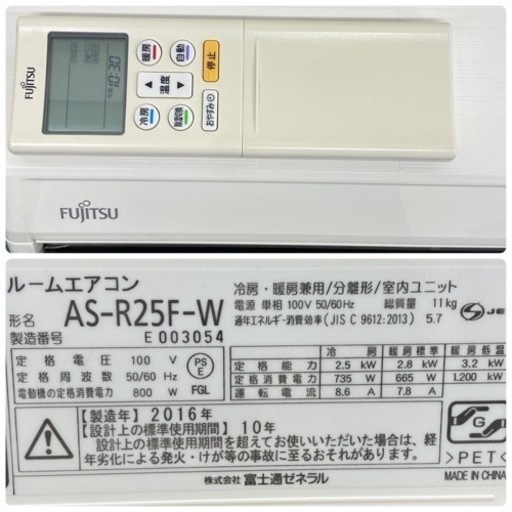 FUJITSU
午前 10:30
暖房
自動
停止
温度
冷房
おやすみ
FUJITSU
ルームエアコン
冷房・暖房兼用/分離形/室内ユニット
形名 AS-R25F-W
電源 単相 100V 50/60Hz 総質量 11kg
製造番号 E 003054
通年エネルギー消費効率(JIS C 9612:2013) 5.7
定格電圧 100 V
定格周波数 50/60 Hz
電動機の定格消費電力 800 W
PS E
FGL
冷房 暖房標準 暖房低温
定格能力 2.5 kW 2.8 kW 3.2 kW
定格消費電力 735 W 665 W 1,200 kW
運転電流 8.6 A 7.8 A
【製造年】2016年
【設計上の標準使用期間】10年
設計上の標準使用期間を超えてお使いいただいた場合は、経
年劣化による発火・けが等の事故に至るおそれがあります。
株式会社 富士通ゼネラル
G
>PET<
MADE IN CHINA